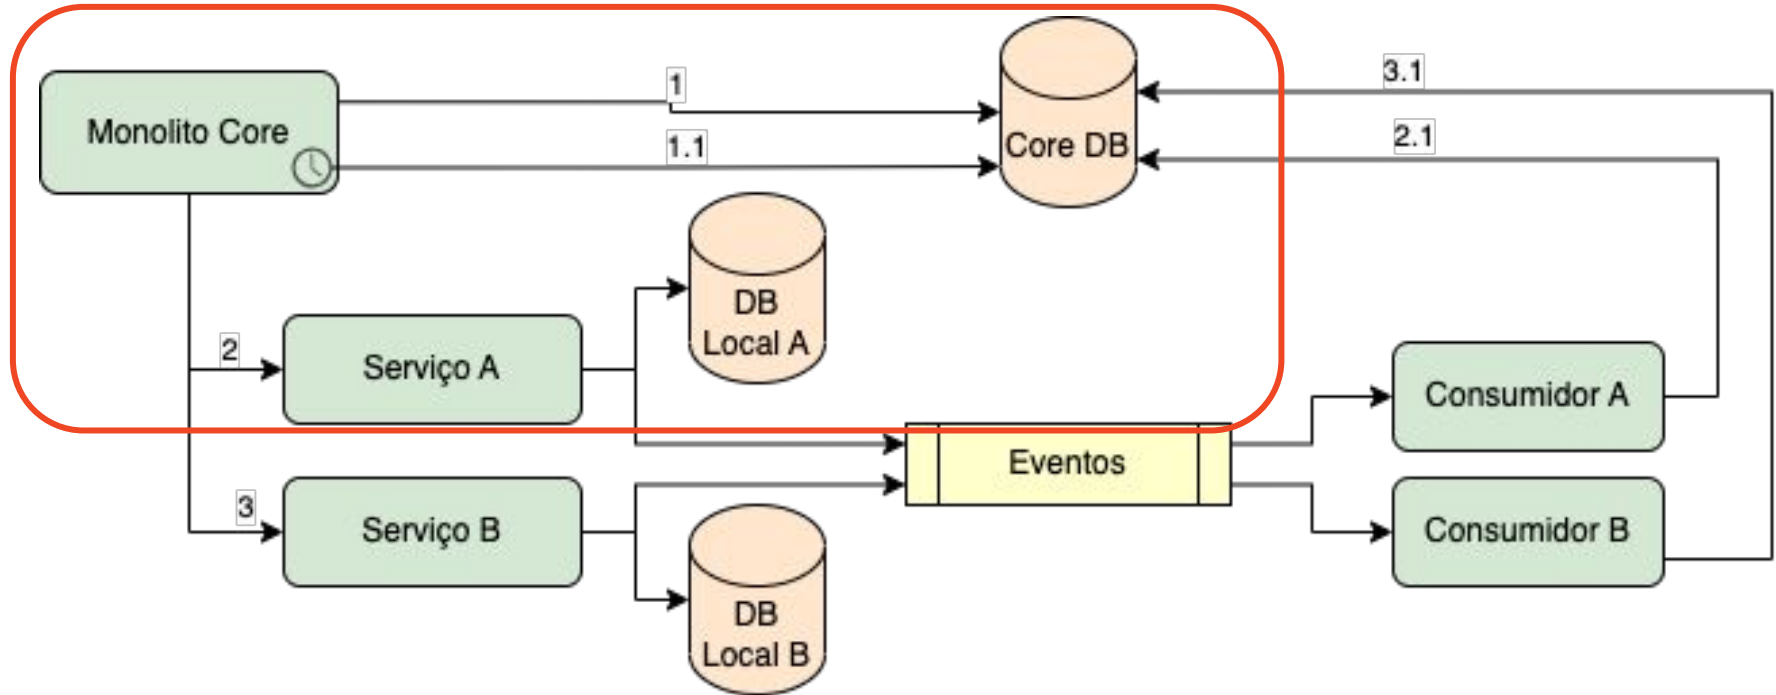 1
3.1
Monolito Core
1.1
Core DB
2.1
DB
Local A
2
Serviço A
Consumidor A
Eventos
3
Serviço B
Consumidor B
DB
Local B